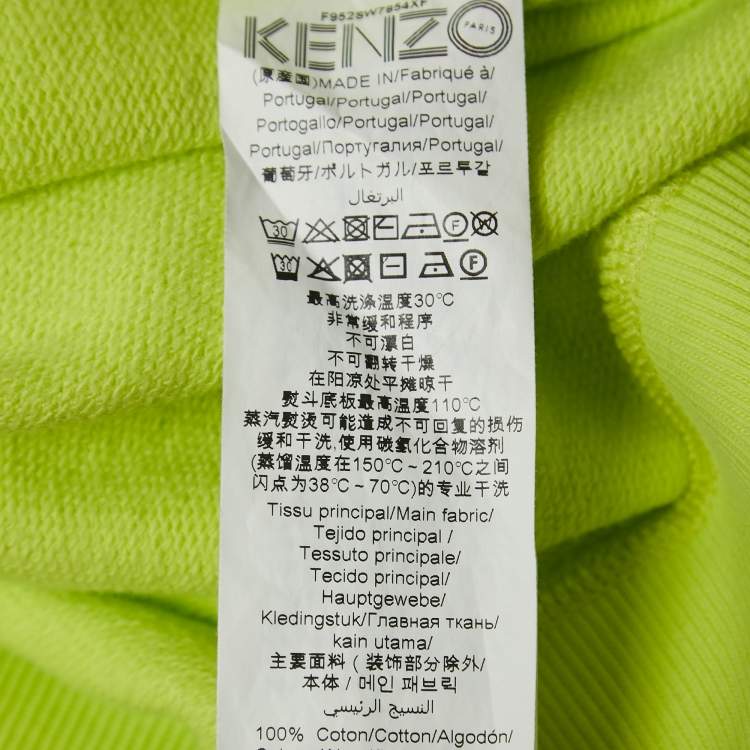 F952SW7854XF
KENZO PARIS
(原産国)MADE IN/Fabriqué à/
Portugal/Portugal/Portugal/
Portogallo/Portugal/Portugal/
Portugal/Португалия/Portugal/
葡萄牙/ポルトガル/포르투갈/
البرتغال
30 F W
30 F
最高洗涤温度30℃
非常缓和程序
不可漂白
不可翻转干燥
在阳凉处平摊晾干
熨斗底板最高温度110℃
蒸汽熨烫可能造成不可回复的损伤
缓和干洗,使用碳氢化合物溶剂
(蒸馏温度在150℃~210℃之间
闪点为38℃~70℃)的专业干洗
Tissu principal/Main fabric/
Tejido principal/
Tessuto principale/
Tecido principal/
Hauptgewebe/
Kledingstuk/Главная ткань/
kain utama/
主要面料(装饰部分除外/
本体/메인 패브릭
النسيج الرئيسي/
100% Coton/Cotton/Algodón/